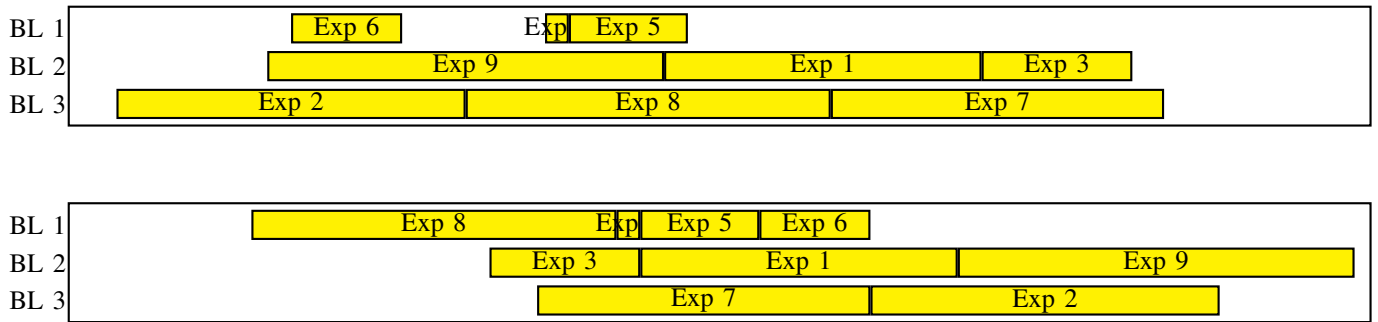 BL 1 Exp 6 Exp Exp 5
BL 2 Exp 9 Exp 1 Exp 3
BL 3 Exp 2 Exp 8 Exp 7
BL 1 Exp 8 Exp Exp 5 Exp 6
BL 2 Exp 3 Exp 1 Exp 9
BL 3 Exp 7 Exp 2